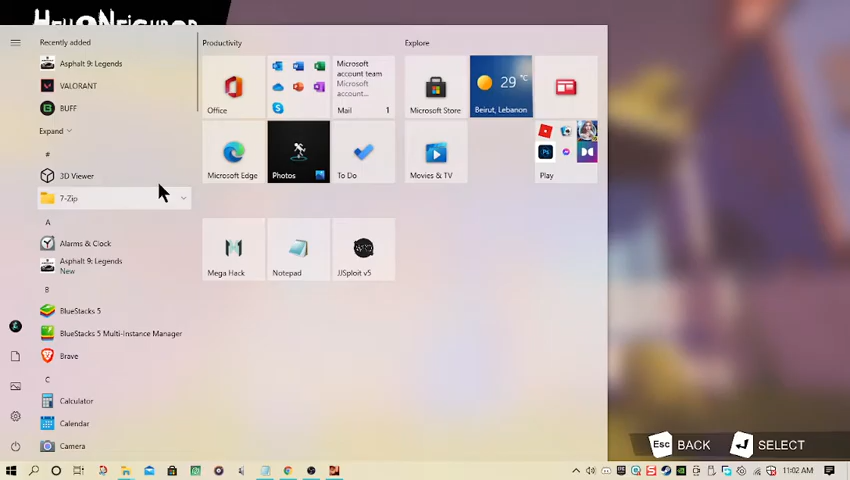 HELLO NEIGHBOR
Recently added
Asphalt 9: Legends
VALORANT
BUFF
Expand
#
3D Viewer
7-Zip
A
Alarms & Clock
Asphalt 9: Legends
New
B
BlueStacks 5
BlueStacks 5 Multi-Instance Manager
Brave
C
Calculator
Calendar
Camera
Productivity
Office
Microsoft
account team
Microsoft
account...
Mail 1
Microsoft Edge
Photos
To Do
Mega Hack
Notepad
JJSploit v5
Explore
Microsoft Store
29 °C
Beirut, Lebanon
Movies & TV
Ps
Play
Esc BACK
SELECT
11:02 AM